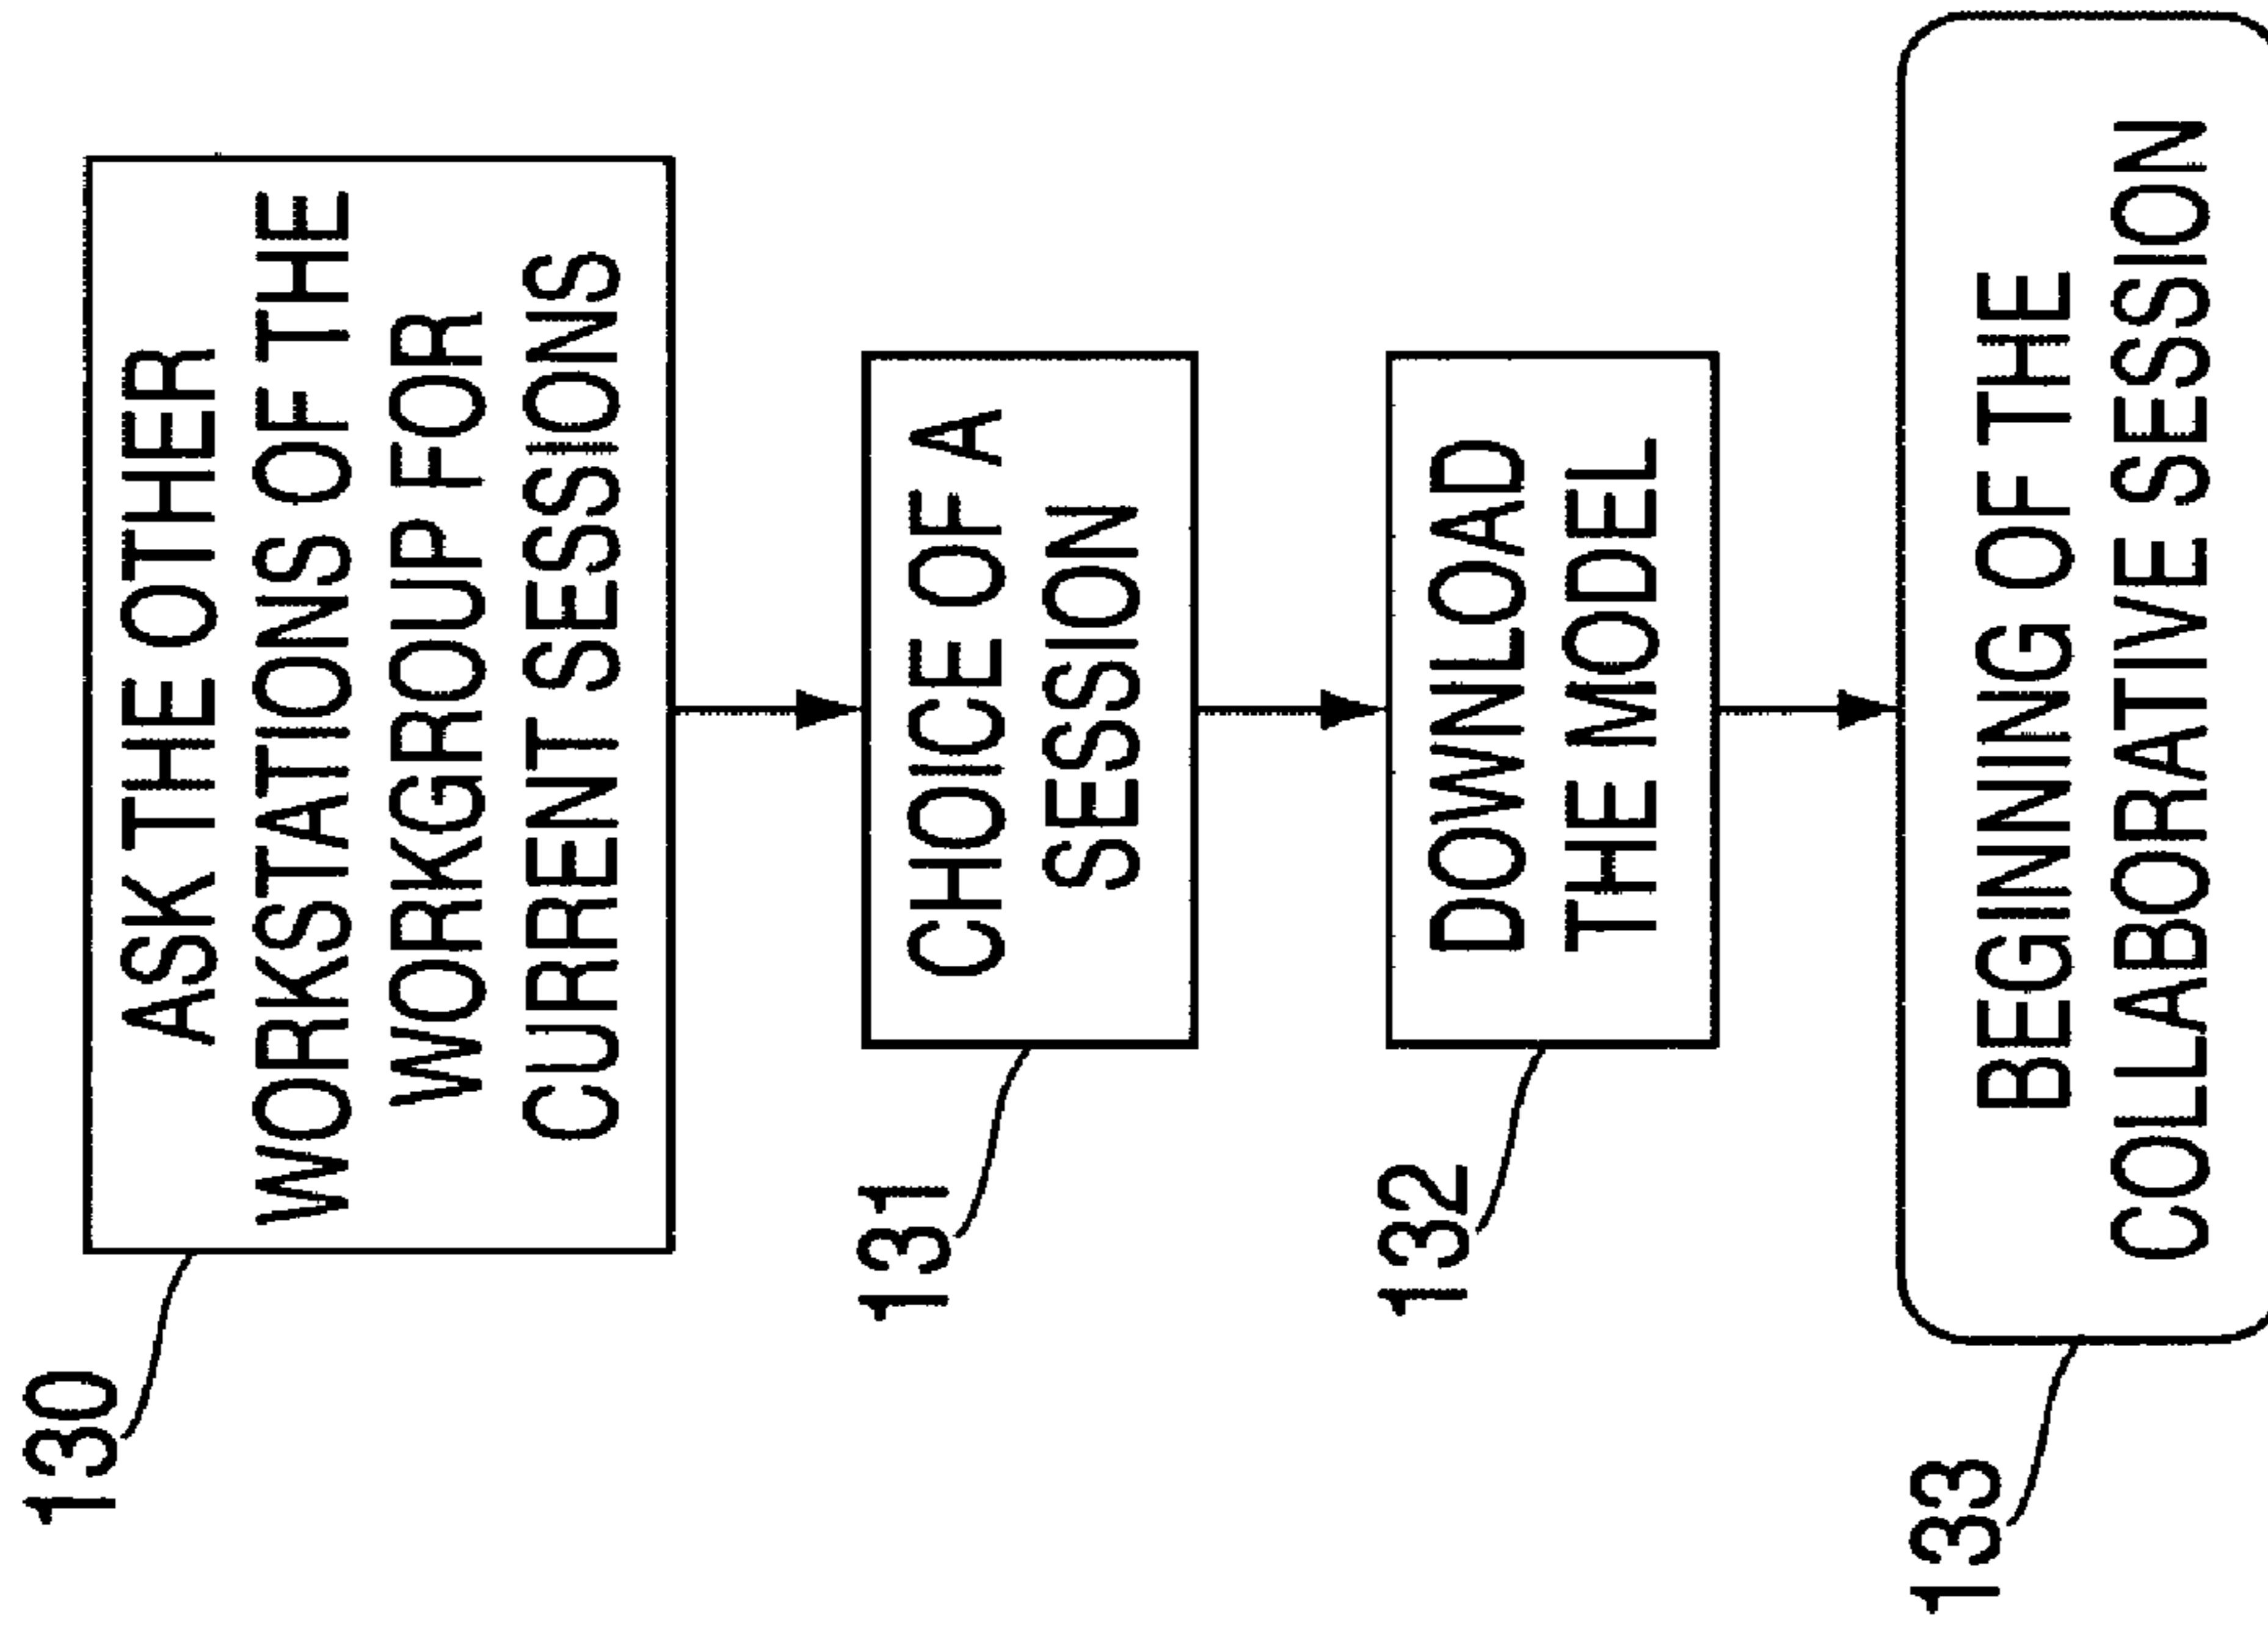 130
ASK THE OTHER
WORKSTATIONS OF THE
WORKGROUP FOR
CURRENT SESSIONS
131
CHOICE OF A
SESSION
132
DOWNLOAD
THE MODEL
133
BEGINNING OF THE
COLLABORATIVE SESSION